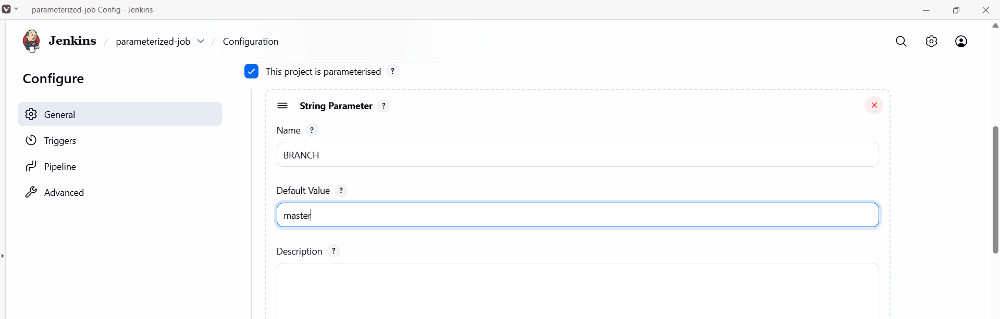 parameterized-job Config - Jenkins
Jenkins / parameterized-job / Configuration
Configure
General
Triggers
Pipeline
Advanced
This project is parameterised ?
String Parameter ?
Name ?
BRANCH
Default Value ?
master
Description ?